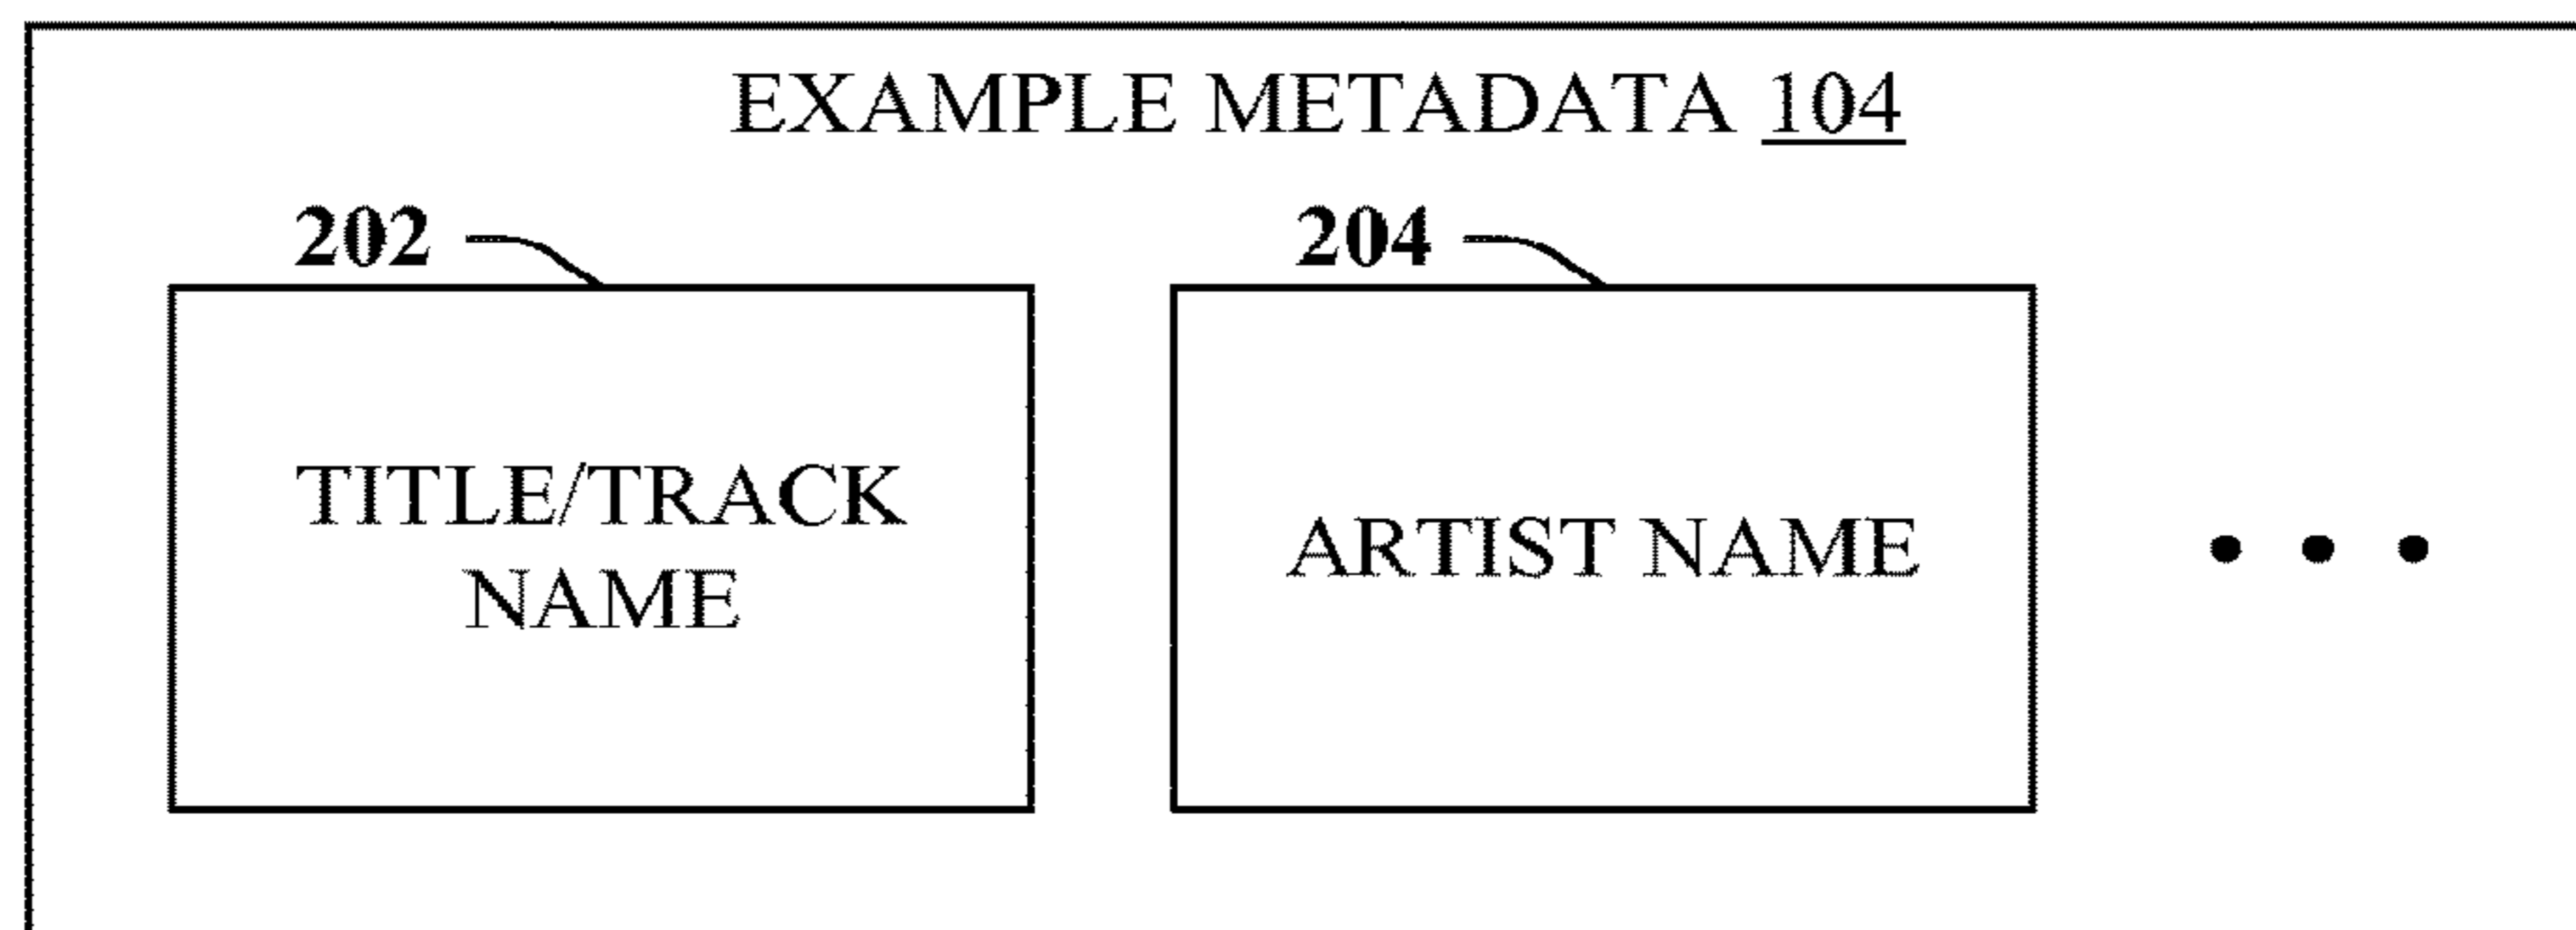 EXAMPLE METADATA 104
202
204
TITLE/TRACK
NAME
ARTIST NAME